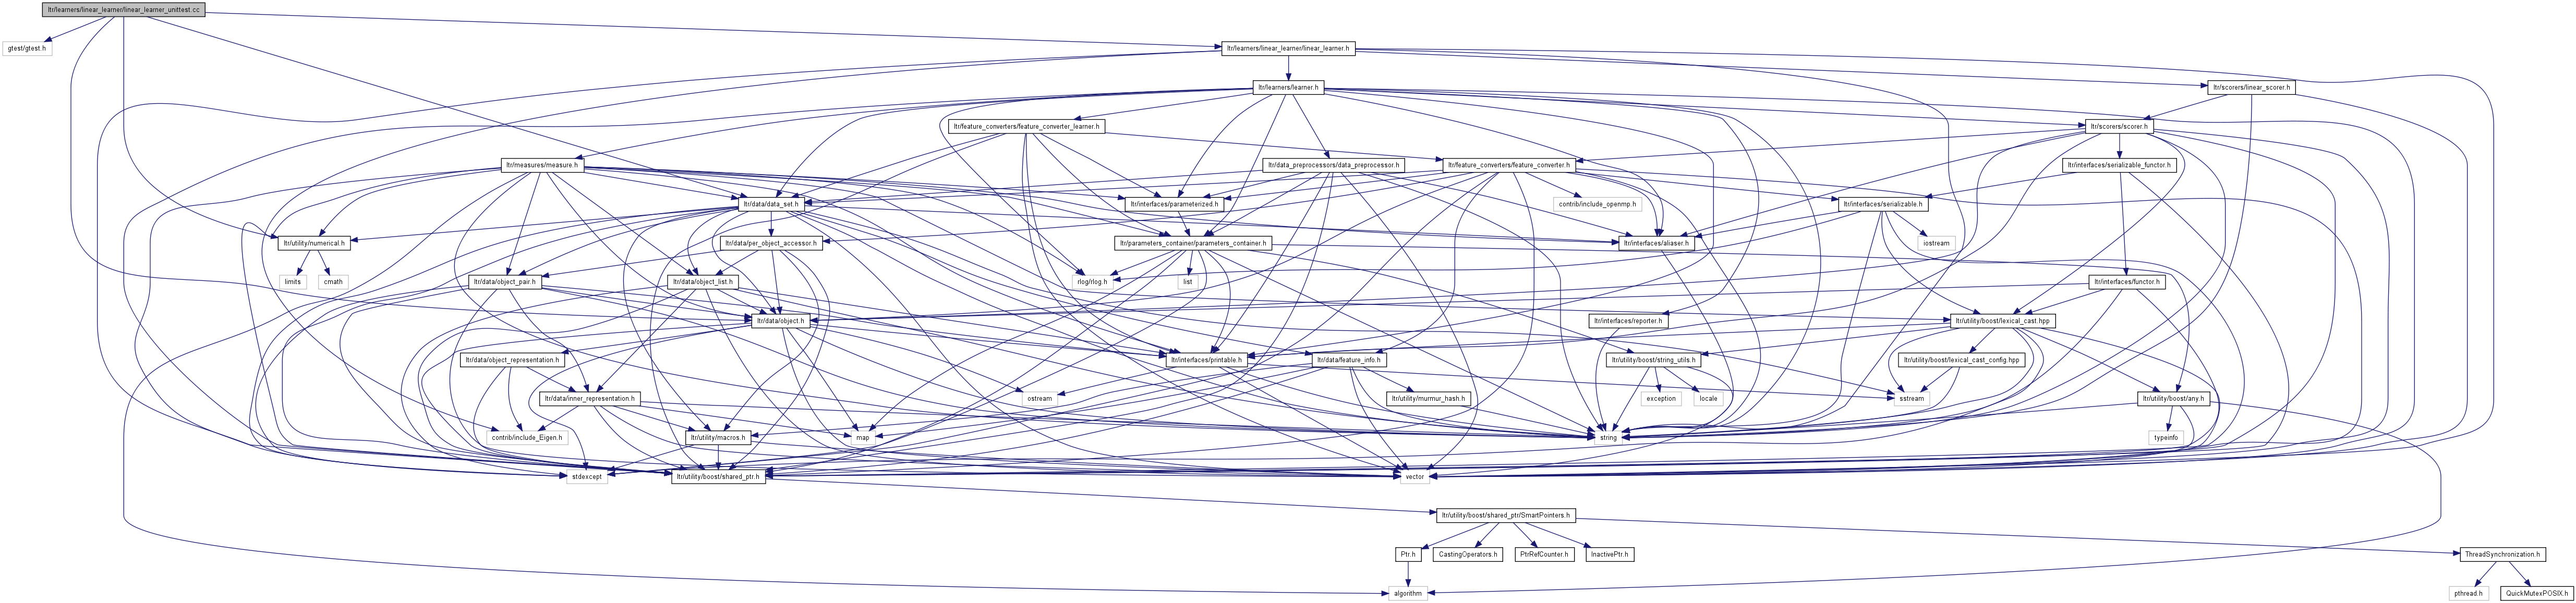 ltr/learners/linear_learner/linear_learner_unittest.cc
gtest/gtest.h
ltr/learners/linear_learner/linear_learner.h
ltr/learners/learner.h
ltr/scorers/linear_scorer.h
ltr/feature_converters/feature_converter_learner.h
ltr/scorers/scorer.h
ltr/measures/measure.h
ltr/data_preprocessors/data_preprocessor.h
ltr/feature_converters/feature_converter.h
ltr/interfaces/serializable_functor.h
ltr/data/data_set.h
ltr/interfaces/parameterized.h
contrib/include_openmp.h
ltr/interfaces/serializable.h
ltr/utility/numerical.h
ltr/data/per_object_accessor.h
ltr/parameters_container/parameters_container.h
ltr/interfaces/aliaser.h
iostream
limits
cmath
ltr/data/object_pair.h
ltr/data/object_list.h
rlog/rlog.h
list
ltr/interfaces/functor.h
ltr/data/object.h
ltr/interfaces/reporter.h
ltr/utility/boost/lexical_cast.hpp
ltr/data/object_representation.h
ltr/interfaces/printable.h
ltr/data/feature_info.h
ltr/utility/boost/string_utils.h
ltr/utility/boost/lexical_cast_config.hpp
ltr/data/inner_representation.h
ostream
ltr/utility/murmur_hash.h
exception
locale
sstream
ltr/utility/boost/any.h
contrib/include_Eigen.h
ltr/utility/macros.h
map
string
typeinfo
stdexcept
ltr/utility/boost/shared_ptr.h
vector
ltr/utility/boost/shared_ptr/SmartPointers.h
Ptr.h
CastingOperators.h
PtrRefCounter.h
InactivePtr.h
ThreadSynchronization.h
algorithm
pthread.h
QuickMutexPOSIX.h